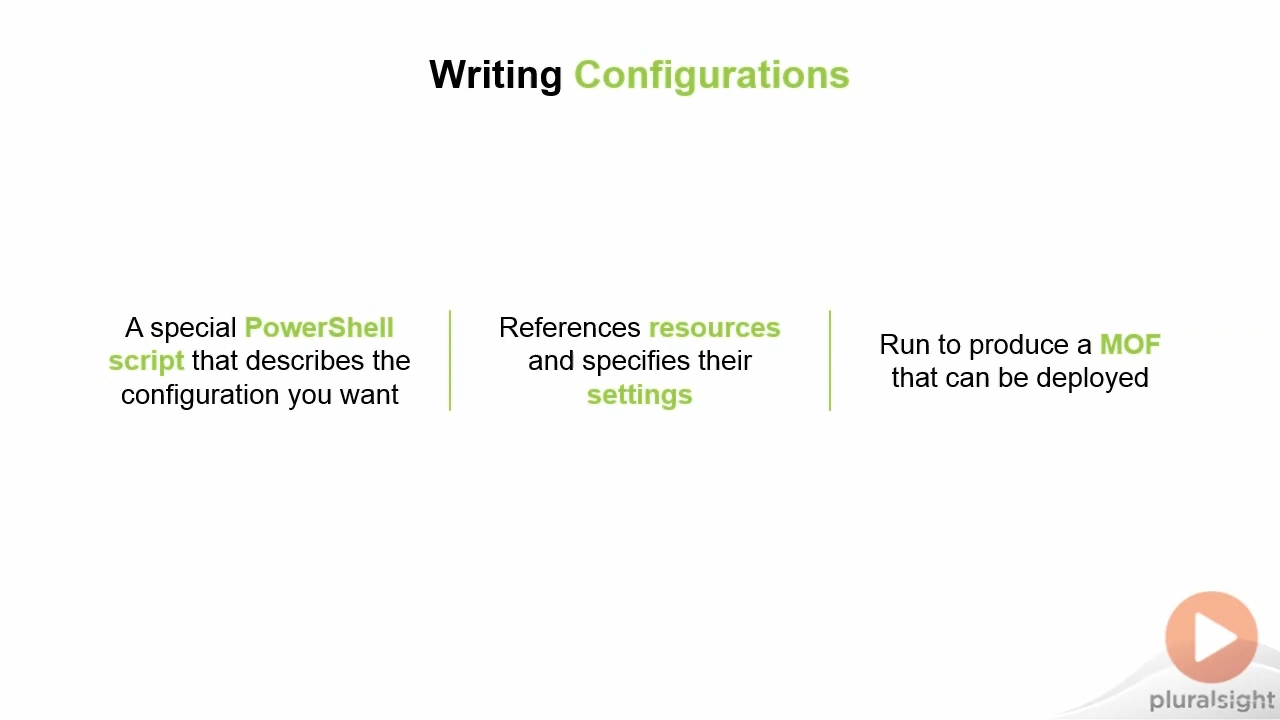 Writing Configurations
A special PowerShell
script that describes the
configuration you want
References resources
and specifies their
settings
Run to produce a MOF
that can be deployed
pluralsight